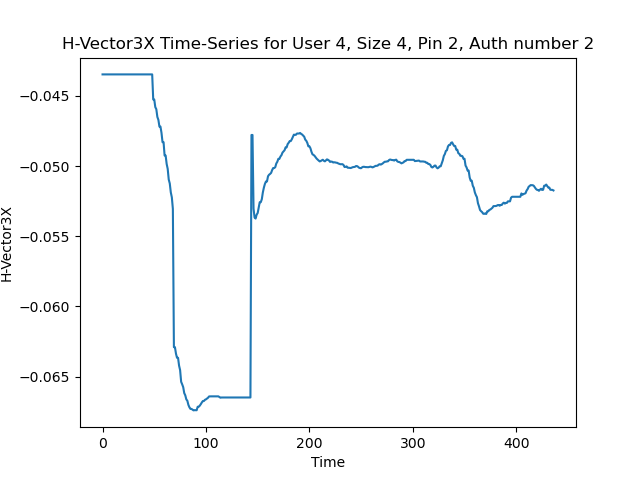 H-Vector3X Time-Series for User 4, Size 4, Pin 2, Auth number 2
H-Vector3X
−0.045
−0.050
−0.055
−0.060
−0.065
0 100 200 300 400
Time